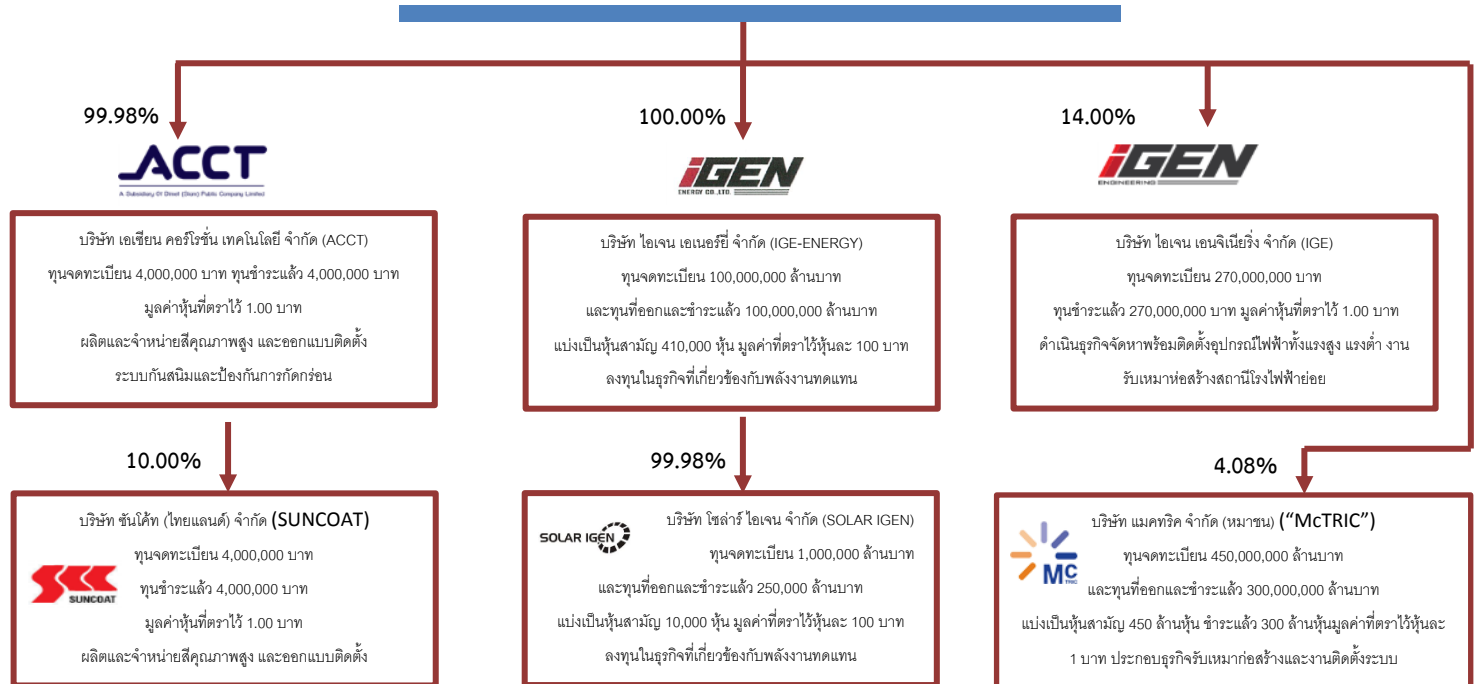 99.98%
ACCT
A Subsidiary Of Dimet (Siam) Public Company Limited
บริษัท เอเซียน คอร์โรชั่น เทคโนโลยี จำกัด (ACCT)
ทุนจดทะเบียน 4,000,000 บาท ทุนชำระแล้ว 4,000,000 บาท
มูลค่าหุ้นที่ตราไว้ 1.00 บาท
ผลิตและจำหน่ายสีคุณภาพสูง และออกแบบติดตั้ง
ระบบกันสนิมและป้องกันการกัดกร่อน
100.00%
iGEN
ENERGY CO.,LTD.
บริษัท ไอเจน เอเนอร์ยี่ จำกัด (IGE-ENERGY)
ทุนจดทะเบียน 100,000,000 ล้านบาท
และทุนที่ออกและชำระแล้ว 100,000,000 ล้านบาท
แบ่งเป็นหุ้นสามัญ 410,000 หุ้น มูลค่าที่ตราไว้หุ้นละ 100 บาท
ลงทุนในธุรกิจที่เกี่ยวข้องกับพลังงานทดแทน
14.00%
iGEN
ENGINEERING
บริษัท ไอเจน เอนจิเนียริ่ง จำกัด (IGE)
ทุนจดทะเบียน 270,000,000 บาท
ทุนชำระแล้ว 270,000,000 บาท มูลค่าหุ้นที่ตราไว้ 1.00 บาท
ดำเนินธุรกิจจัดหาพร้อมติดตั้งอุปกรณ์ไฟฟ้าทั้งแรงสูง แรงต่ำ งาน
รับเหมาห่อสร้างสถานีโรงไฟฟ้าย่อย
10.00%
บริษัท ซันโค้ท (ไทยแลนด์) จำกัด (SUNCOAT)
ทุนจดทะเบียน 4,000,000 บาท
ทุนชำระแล้ว 4,000,000 บาท
มูลค่าหุ้นที่ตราไว้ 1.00 บาท
ผลิตและจำหน่ายสีคุณภาพสูง และออกแบบติดตั้ง
SUNCOAT
99.98%
SOLAR IGEN
บริษัท โซล่าร์ ไอเจน จำกัด (SOLAR IGEN)
ทุนจดทะเบียน 1,000,000 ล้านบาท
และทุนที่ออกและชำระแล้ว 250,000 ล้านบาท
แบ่งเป็นหุ้นสามัญ 10,000 หุ้น มูลค่าที่ตราไว้หุ้นละ 100 บาท
ลงทุนในธุรกิจที่เกี่ยวข้องกับพลังงานทดแทน
4.08%
Mc
TRIC
บริษัท แมคทริค จำกัด (หมาชน) ("McTRIC")
ทุนจดทะเบียน 450,000,000 ล้านบาท
และทุนที่ออกและชำระแล้ว 300,000,000 ล้านบาท
แบ่งเป็นหุ้นสามัญ 450 ล้านหุ้น ชำระแล้ว 300 ล้านหุ้นมูลค่าที่ตราไว้หุ้นละ
1 บาท ประกอบธุรกิจรับเหมาก่อสร้างและงานติดตั้งระบบ